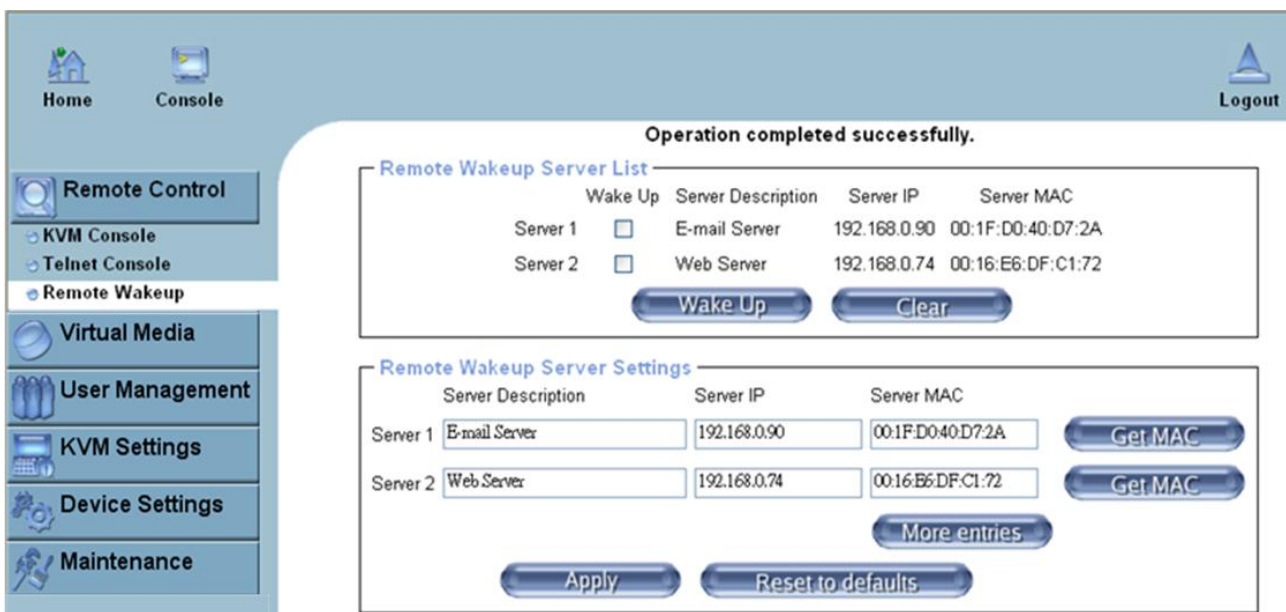 Home Console Logout
Operation completed successfully.
Remote Control
KVM Console
Telnet Console
Remote Wakeup
Virtual Media
User Management
KVM Settings
Device Settings
Maintenance
Remote Wakeup Server List
Wake Up Server Description Server IP Server MAC
Server 1 E-mail Server 192.168.0.90 00:1F:D0:40:D7:2A
Server 2 Web Server 192.168.0.74 00:16:E6:DF:C1:72
Wake Up Clear
Remote Wakeup Server Settings
Server Description Server IP Server MAC
Server 1 E-mail Server 192.168.0.90 00:1F:D0:40:D7:2A Get MAC
Server 2 Web Server 192.168.0.74 00:16:E6:DF:C1:72 Get MAC
More entries
Apply Reset to defaults